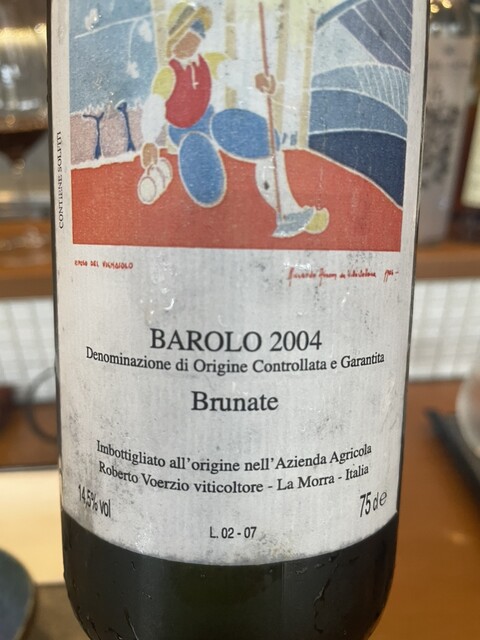 CONTIENE SOLFITI
BAROLO 2004
Denominazione di Origine Controllata e Garantita
Brunate
Imbottigliato all'origine nell'Azienda Agricola
Roberto Voerzio viticoltore - La Morra - Italia
14,5% vol
75 cl e
L. 02 - 07